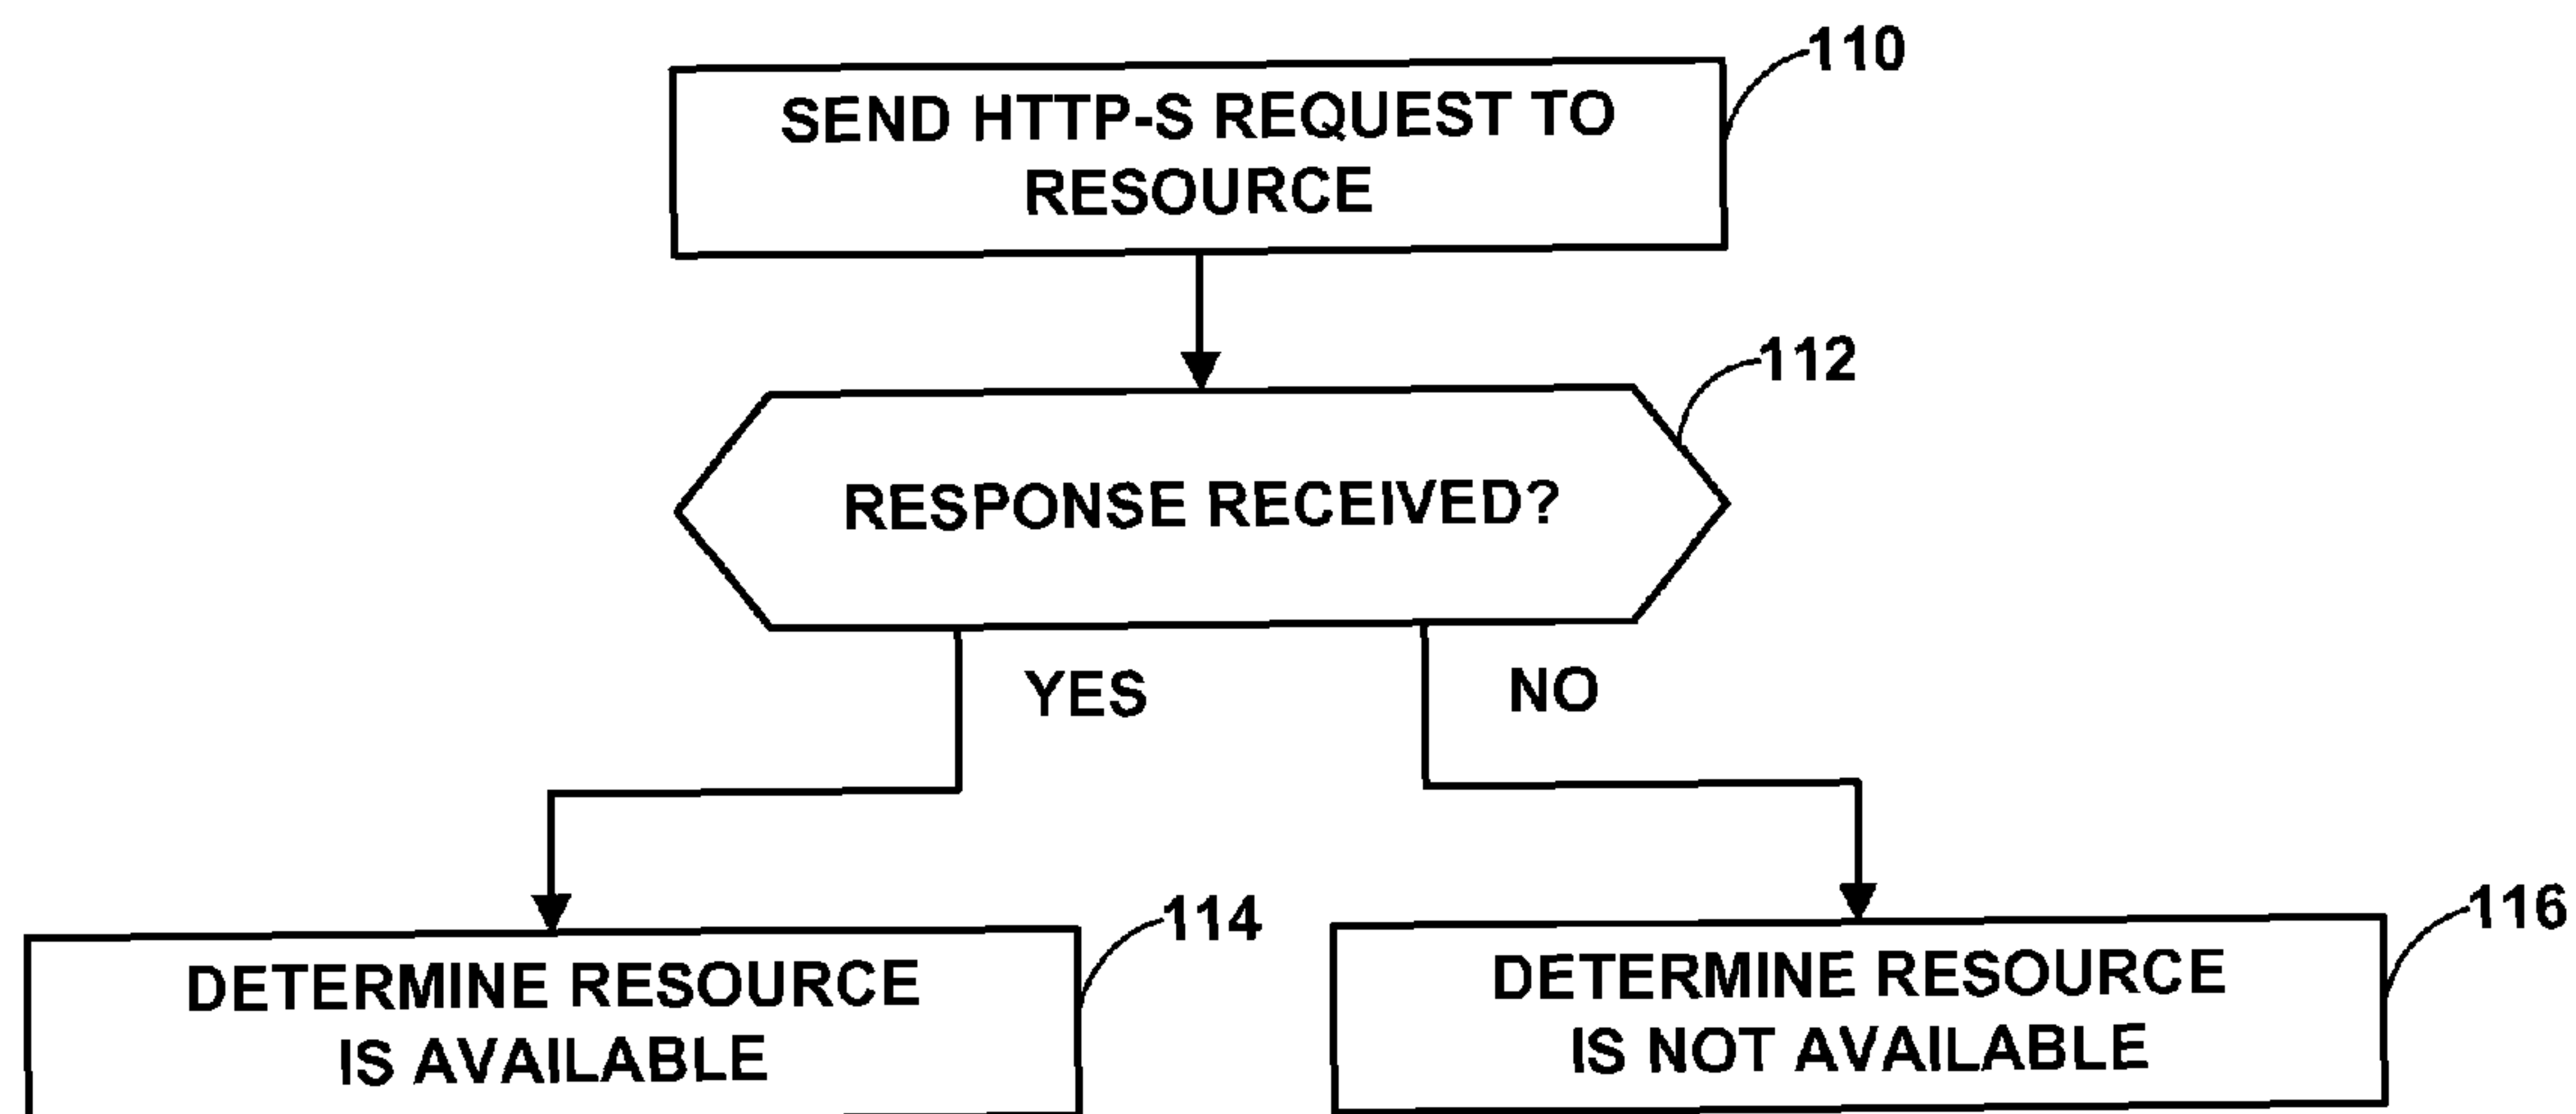 110
SEND HTTP-S REQUEST TO
RESOURCE
112
RESPONSE RECEIVED?
YES
NO
114
116
DETERMINE RESOURCE
IS AVAILABLE
DETERMINE RESOURCE
IS NOT AVAILABLE